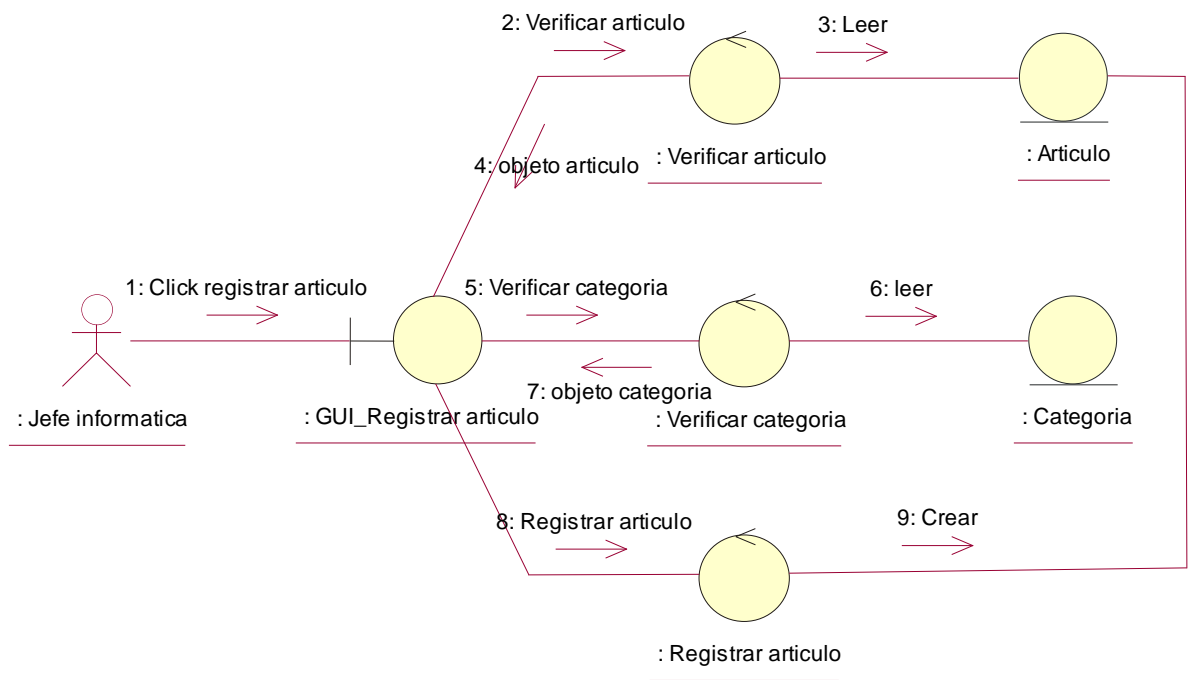 2: Verificar articulo
3: Leer
4: objeto articulo
: Verificar articulo
: Articulo
1: Click registrar articulo
5: Verificar categoria
6: leer
7: objeto categoria
: Jefe informatica
: GUI_Registrar articulo
: Verificar categoria
: Categoria
8: Registrar articulo
9: Crear
: Registrar articulo